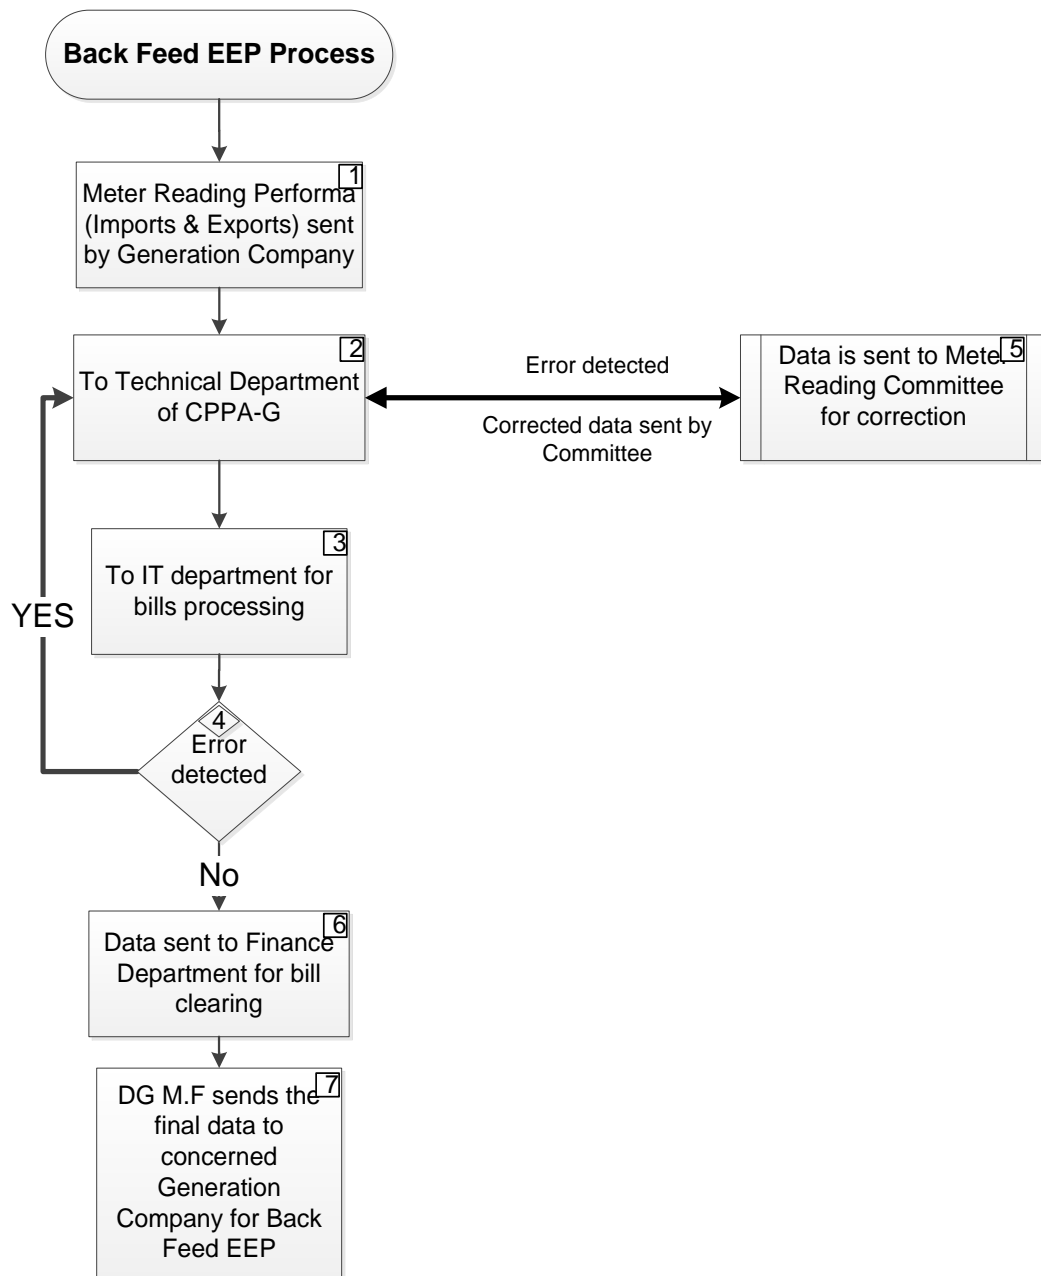 Back Feed EEP Process
1
Meter Reading Performa
(Imports & Exports) sent
by Generation Company
2
To Technical Department
of CPPA-G
Error detected
Corrected data sent by
Committee
5
Data is sent to Meter
Reading Committee
for correction
3
To IT department for
bills processing
YES
4
Error
detected
No
6
Data sent to Finance
Department for bill
clearing
7
DG M.F sends the
final data to
concerned
Generation
Company for Back
Feed EEP